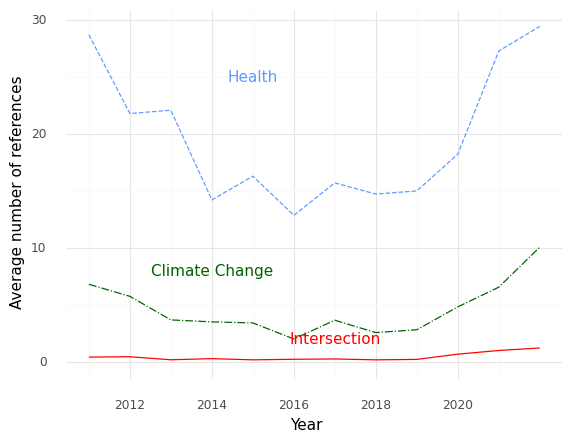 30
20
10
0
Average number of references
Health
Climate Change
Intersection
2012 2014 2016 2018 2020
Year